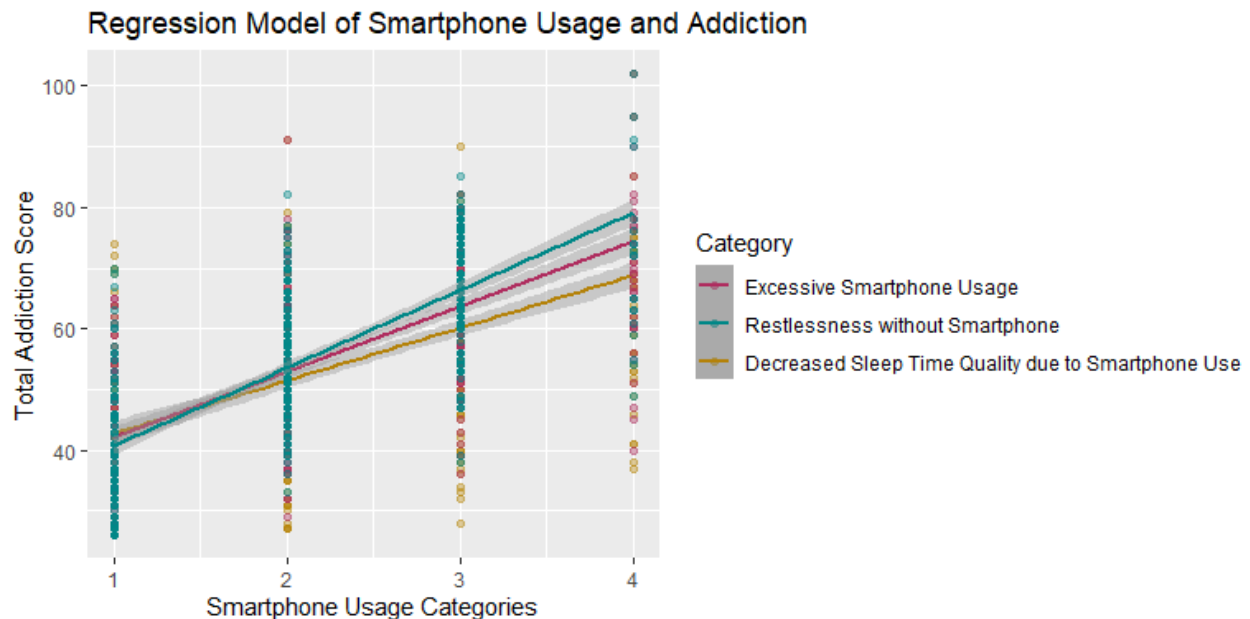 Regression Model of Smartphone Usage and Addiction
100
80
60
40
Total Addiction Score
1 2 3 4
Smartphone Usage Categories
Category
Excessive Smartphone Usage
Restlessness without Smartphone
Decreased Sleep Time Quality due to Smartphone Use